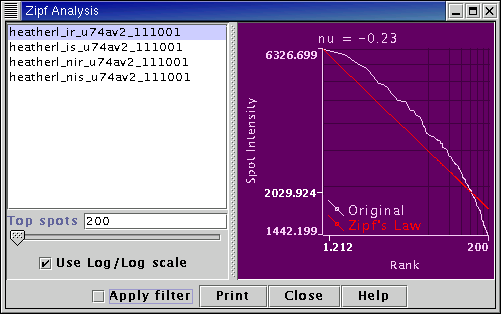 Zipf Analysis
heatherl_ir_u74av2_111001
heatherl_is_u74av2_111001
heatherl_nir_u74av2_111001
heatherl_nis_u74av2_111001
Top spots 200
Use Log/Log scale
nu = -0.23
6326.699
Spot Intensity
2029.924
1442.199
Original
Zipf's Law
1.212
200
Rank
Apply filter
Print
Close
Help